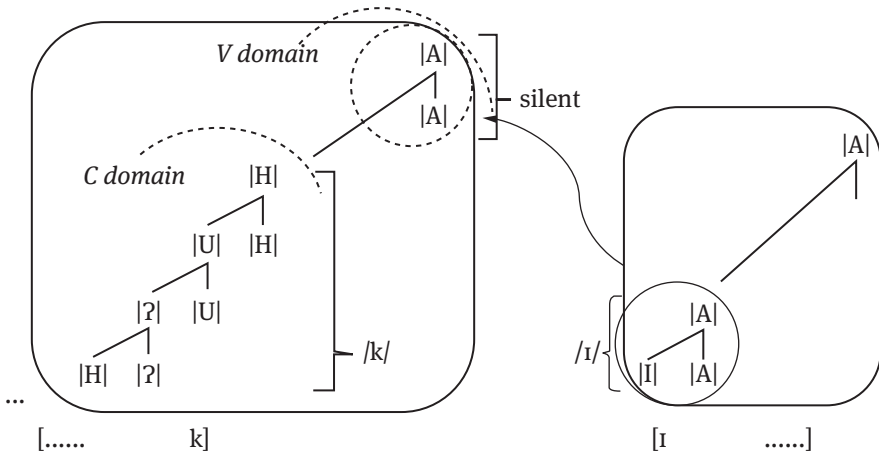 V domain |A|
|A| silent
|A|
C domain |H|
|U| |H|
|ʔ| |U| /ɪ/ |A|
|H| |ʔ| /k/ |I| |A|
...
[...... k] [ɪ ......]